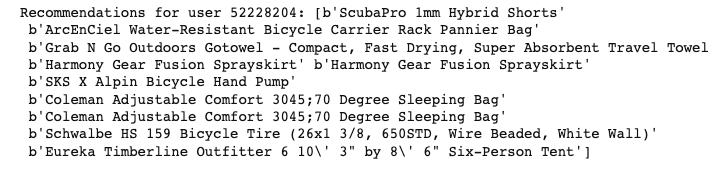 Recommendations for user 52228204: [b'ScubaPro 1mm Hybrid Shorts'
b'ArcEnCiel Water-Resistant Bicycle Carrier Rack Pannier Bag'
b'Grab N Go Outdoors Gotowel - Compact, Fast Drying, Super Absorbent Travel Towel
b'Harmony Gear Fusion Sprayskirt' b'Harmony Gear Fusion Sprayskirt'
b'SKS X Alpin Bicycle Hand Pump'
b'Coleman Adjustable Comfort 3045;70 Degree Sleeping Bag'
b'Coleman Adjustable Comfort 3045;70 Degree Sleeping Bag'
b'Schwalbe HS 159 Bicycle Tire (26x1 3/8, 650STD, Wire Beaded, White Wall)'
b'Eureka Timberline Outfitter 6 10\' 3" by 8\' 6" Six-Person Tent']